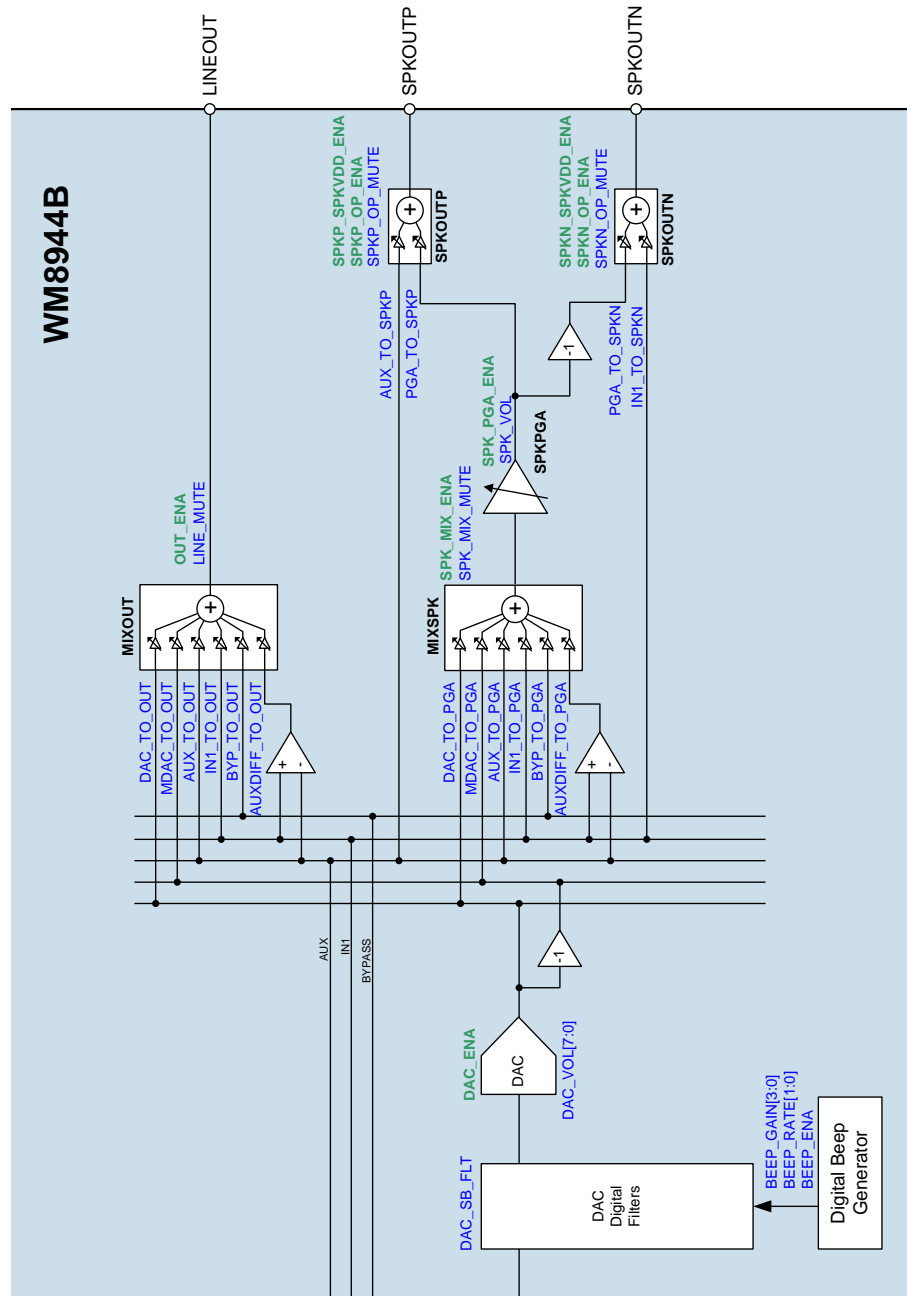 WM8944B
LINEOUT
SPKOUTP
SPKOUTN
SPKP_SPKVDD_ENA
SPKP_OP_ENA
SPKP_OP_MUTE
+
SPKOUTP
SPKN_SPKVDD_ENA
SPKN_OP_ENA
SPKN_OP_MUTE
+
SPKOUTN
AUX_TO_SPKP
PGA_TO_SPKP
-1
PGA_TO_SPKN
IN1_TO_SPKN
SPK_PGA_ENA
SPK_VOL
SPKPGA
OUT_ENA
LINE_MUTE
SPK_MIX_ENA
SPK_MIX_MUTE
MIXOUT
+
MIXSPK
+
DAC_TO_OUT
MDAC_TO_OUT
AUX_TO_OUT
IN1_TO_OUT
BYP_TO_OUT
AUXDIFF_TO_OUT
+
-
DAC_TO_PGA
MDAC_TO_PGA
AUX_TO_PGA
IN1_TO_PGA
BYP_TO_PGA
AUXDIFF_TO_PGA
+
-
AUX
IN1
BYPASS
-1
DAC_ENA
DAC
DAC_VOL[7:0]
DAC_SB_FLT
DAC
Digital
Filters
BEEP_GAIN[3:0]
BEEP_RATE[1:0]
BEEP_ENA
Digital Beep
Generator